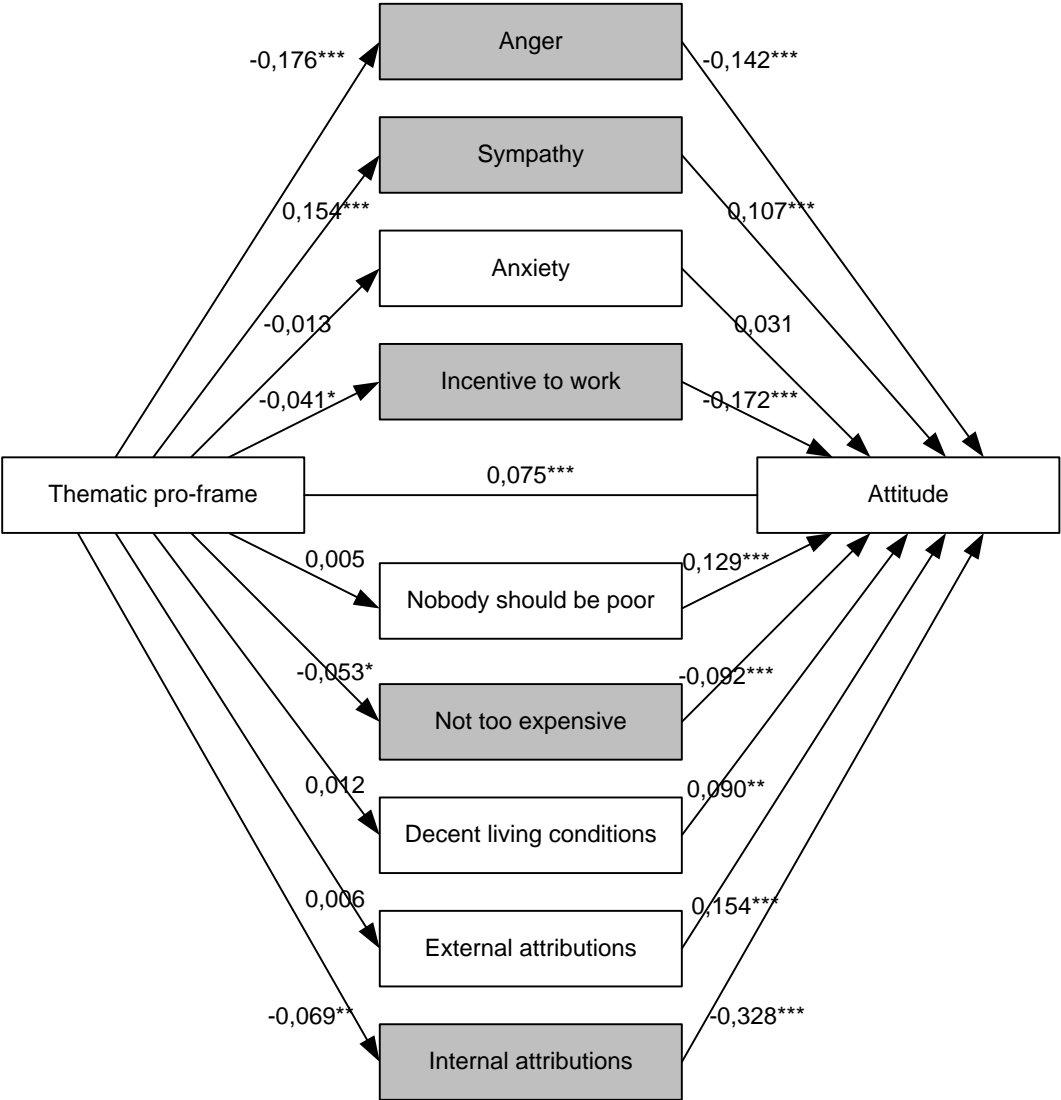 Anger
-0,176***
-0,142***
Sympathy
0,154***
0,107***
Anxiety
-0,013
0,031
Incentive to work
-0,041*
-0,172***
0,075***
Thematic pro-frame
Attitude
0,005
0,129***
Nobody should be poor
-0,053*
-0,092***
Not too expensive
0,012
0,090**
Decent living conditions
0,006
0,154***
External attributions
-0,069**
-0,328***
Internal attributions